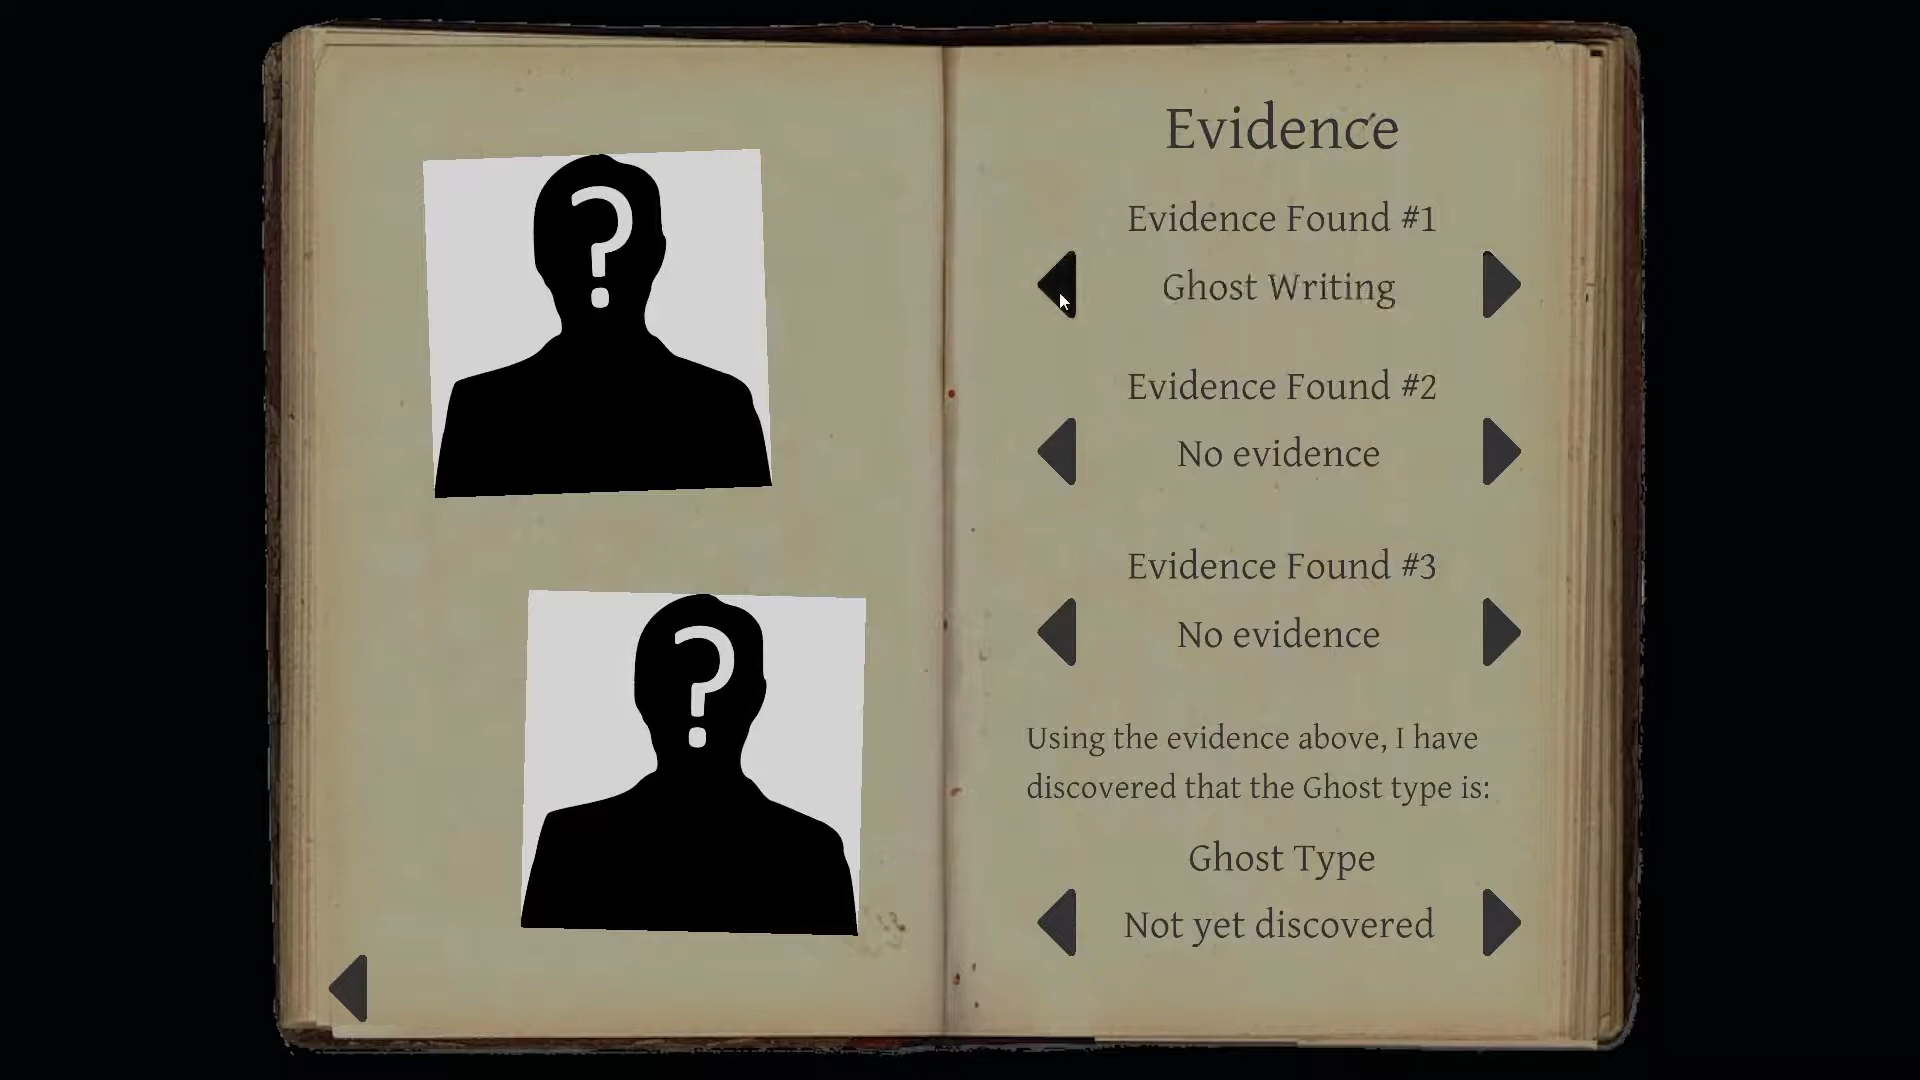 Evidence
Evidence Found #1
Ghost Writing
Evidence Found #2
No evidence
Evidence Found #3
No evidence
Using the evidence above, I have
discovered that the Ghost type is:
Ghost Type
Not yet discovered